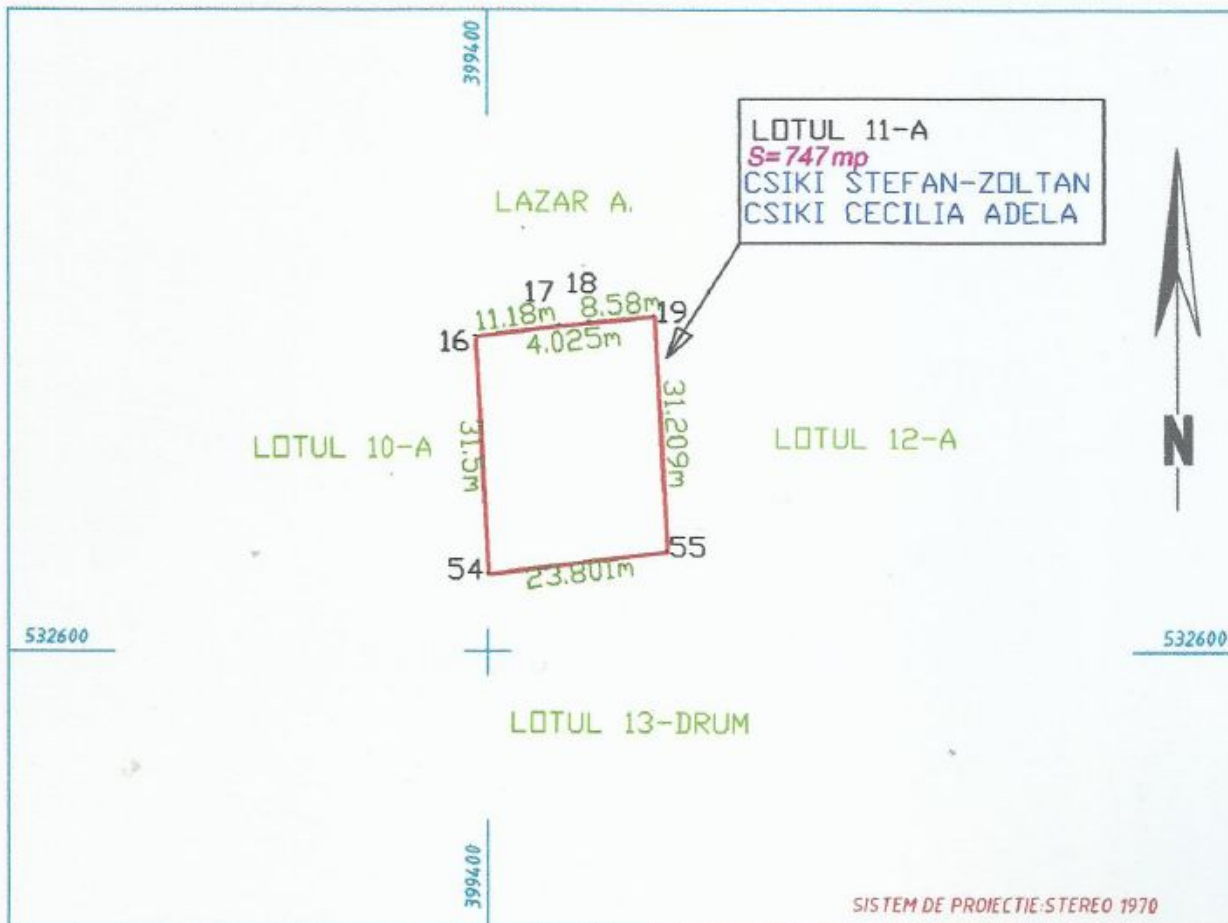 399400
LOTUL 11-A
S=747mp
CSIKI STEFAN-ZOLTAN
CSIKI CECILIA ADELA
LAZAR A.
17 18
11.18m 8.58m 19
16 4.025m
LOTUL 10-A 31.5m 31.209m LOTUL 12-A
N
54 23.801m 55
532600 532600
LOTUL 13-DRUM
399400
SISTEM DE PROIECTIE:STEREO 1970